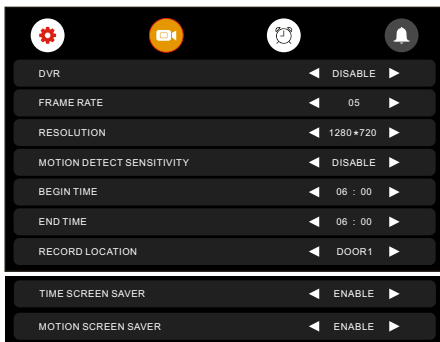 DVR DISABLE
FRAME RATE 05
RESOLUTION 1280*720
MOTION DETECT SENSITIVITY DISABLE
BEGIN TIME 06 : 00
END TIME 06 : 00
RECORD LOCATION DOOR1
TIME SCREEN SAVER ENABLE
MOTION SCREEN SAVER ENABLE